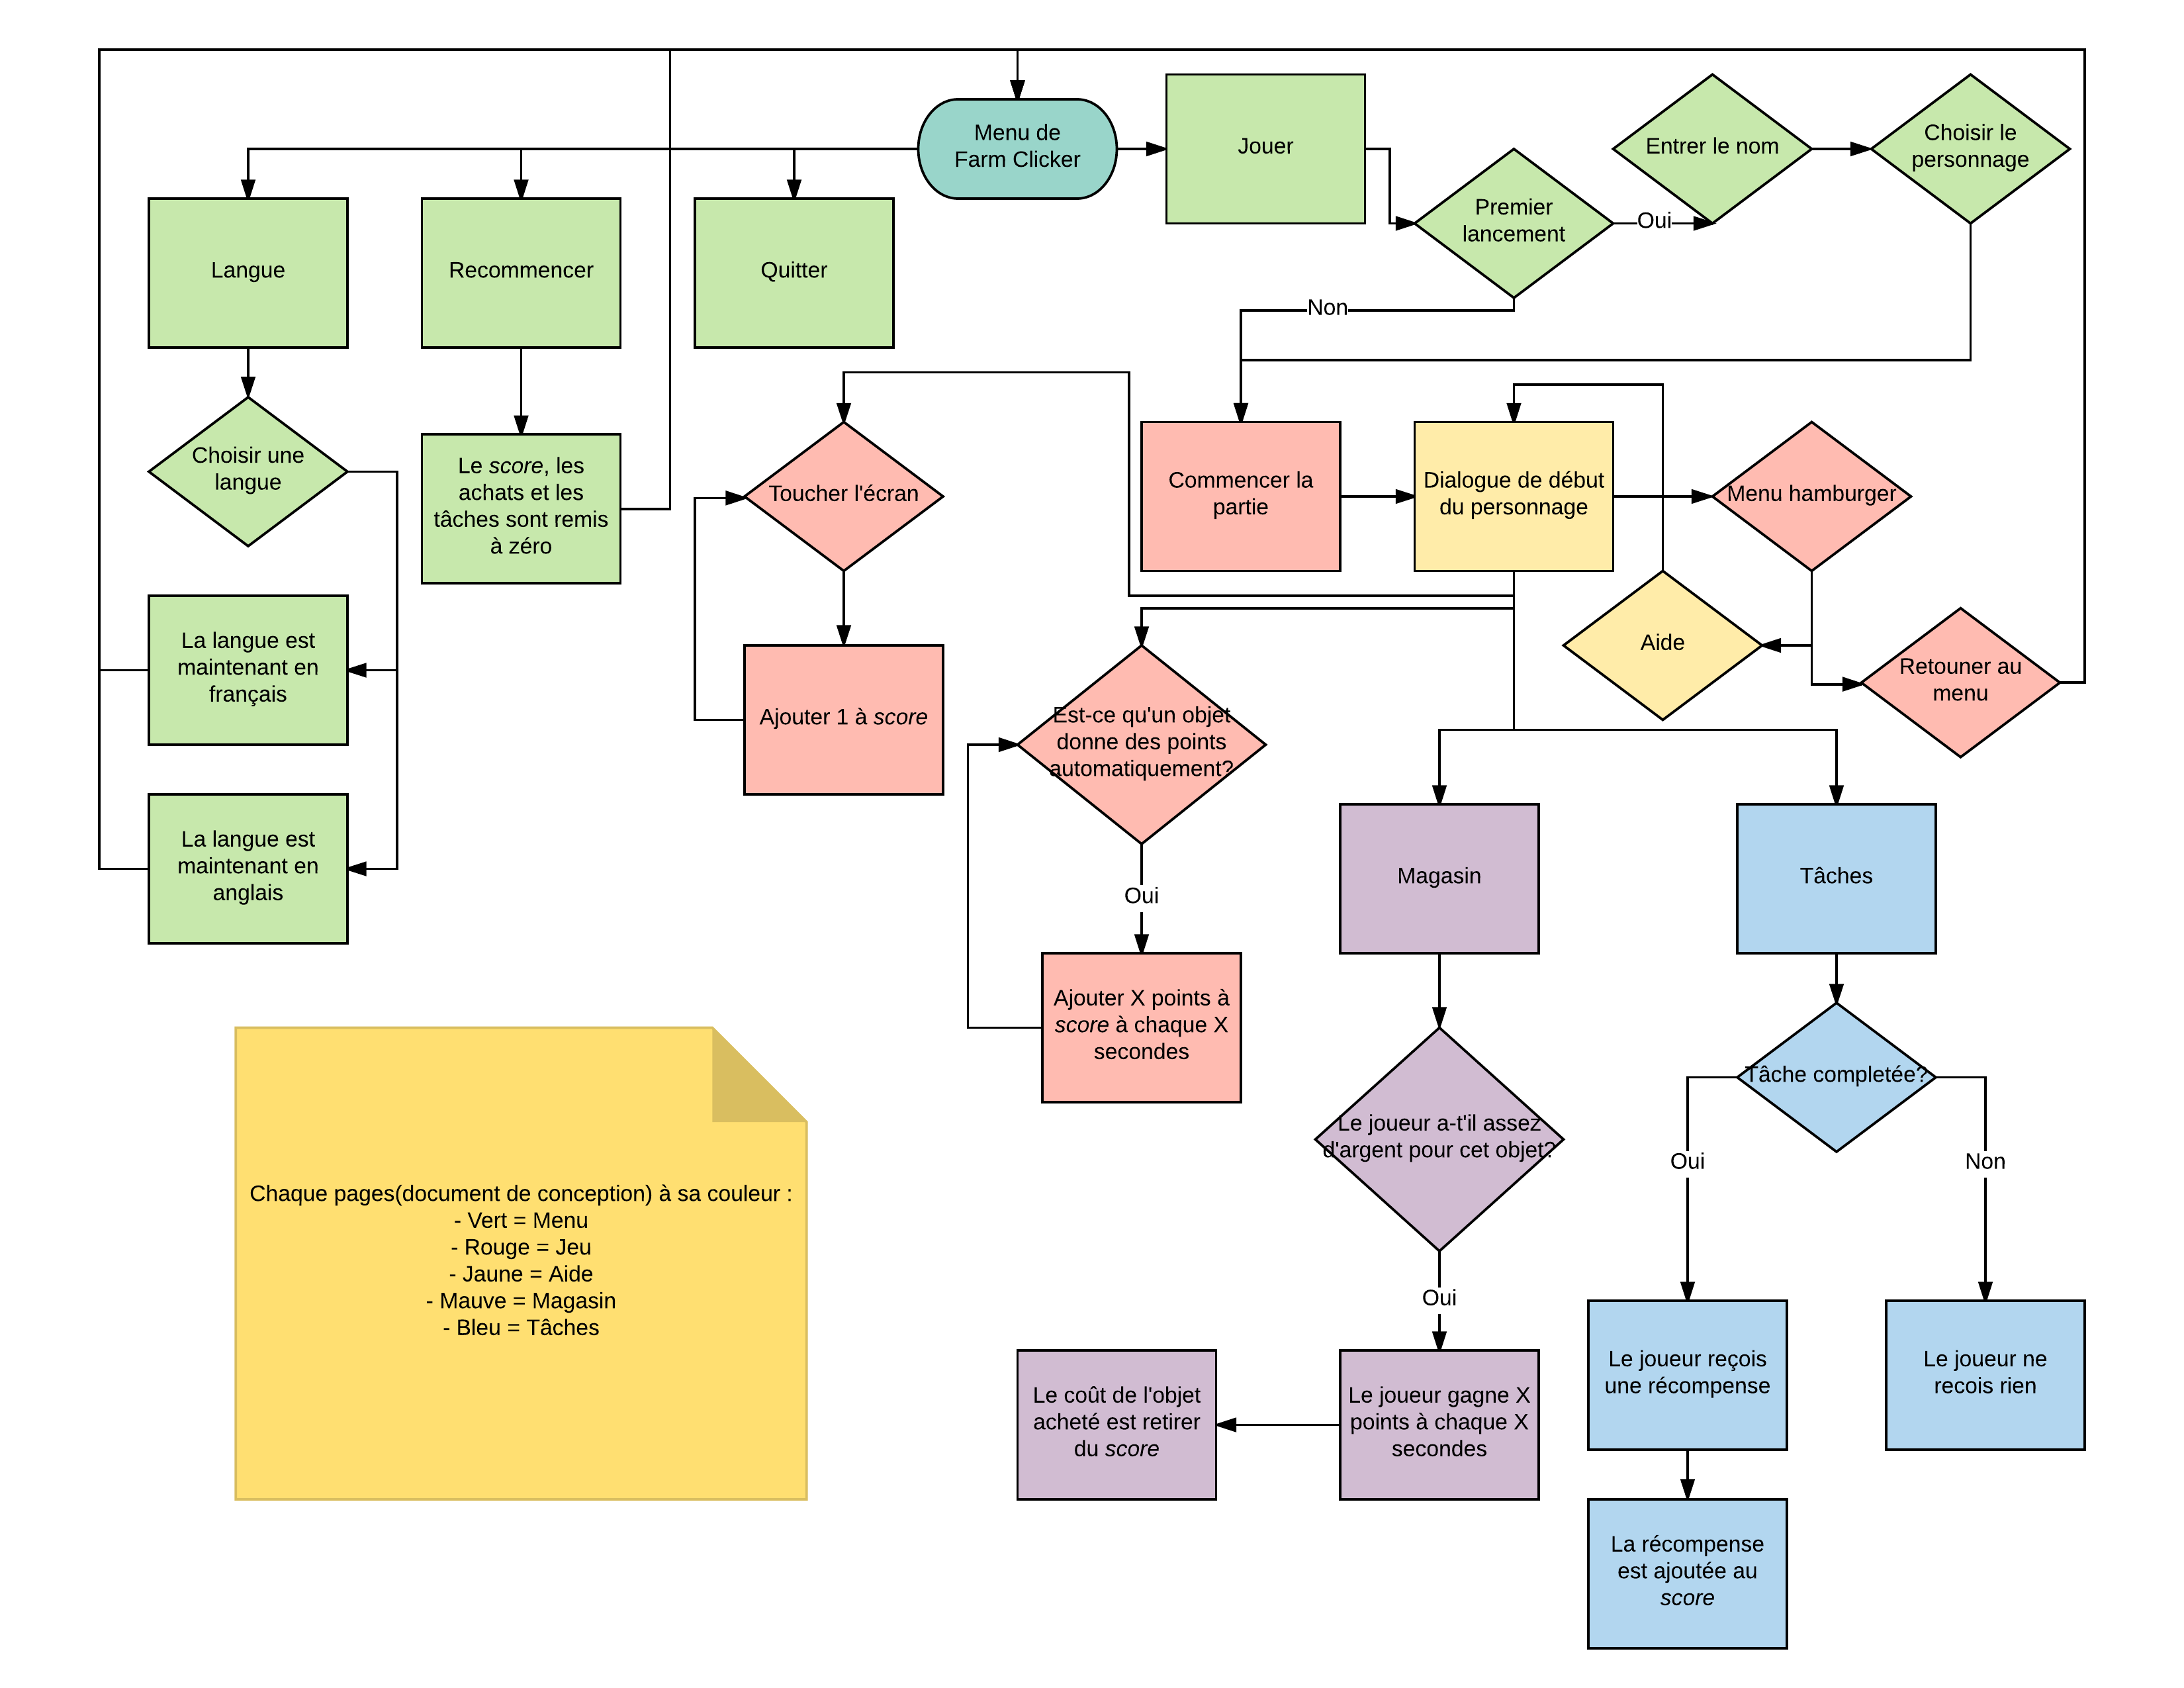 Menu de
Farm Clicker
Jouer
Entrer le nom
Choisir le
personnage
Premier
lancement
Oui
Non
Langue
Recommencer
Quitter
Choisir une
langue
Le score, les
achats et les
tâches sont remis
à zéro
Toucher l'écran
Commencer la
partie
Dialogue de début
du personnage
Menu hamburger
Aide
Retouner au
menu
La langue est
maintenant en
français
Ajouter 1 à score
Est-ce qu'un objet
donne des points
automatiquement?
La langue est
maintenant en
anglais
Oui
Magasin
Tâches
Ajouter X points à
score à chaque X
secondes
Tâche completée?
Le joueur a-t'il assez
d'argent pour cet objet?
Oui
Non
Chaque pages(document de conception) à sa couleur :
- Vert = Menu
- Rouge = Jeu
- Jaune = Aide
- Mauve = Magasin
- Bleu = Tâches
Oui
Le coût de l'objet
acheté est retirer
du score
Le joueur gagne X
points à chaque X
secondes
Le joueur reçois
une récompense
Le joueur ne
recois rien
La récompense
est ajoutée au
score